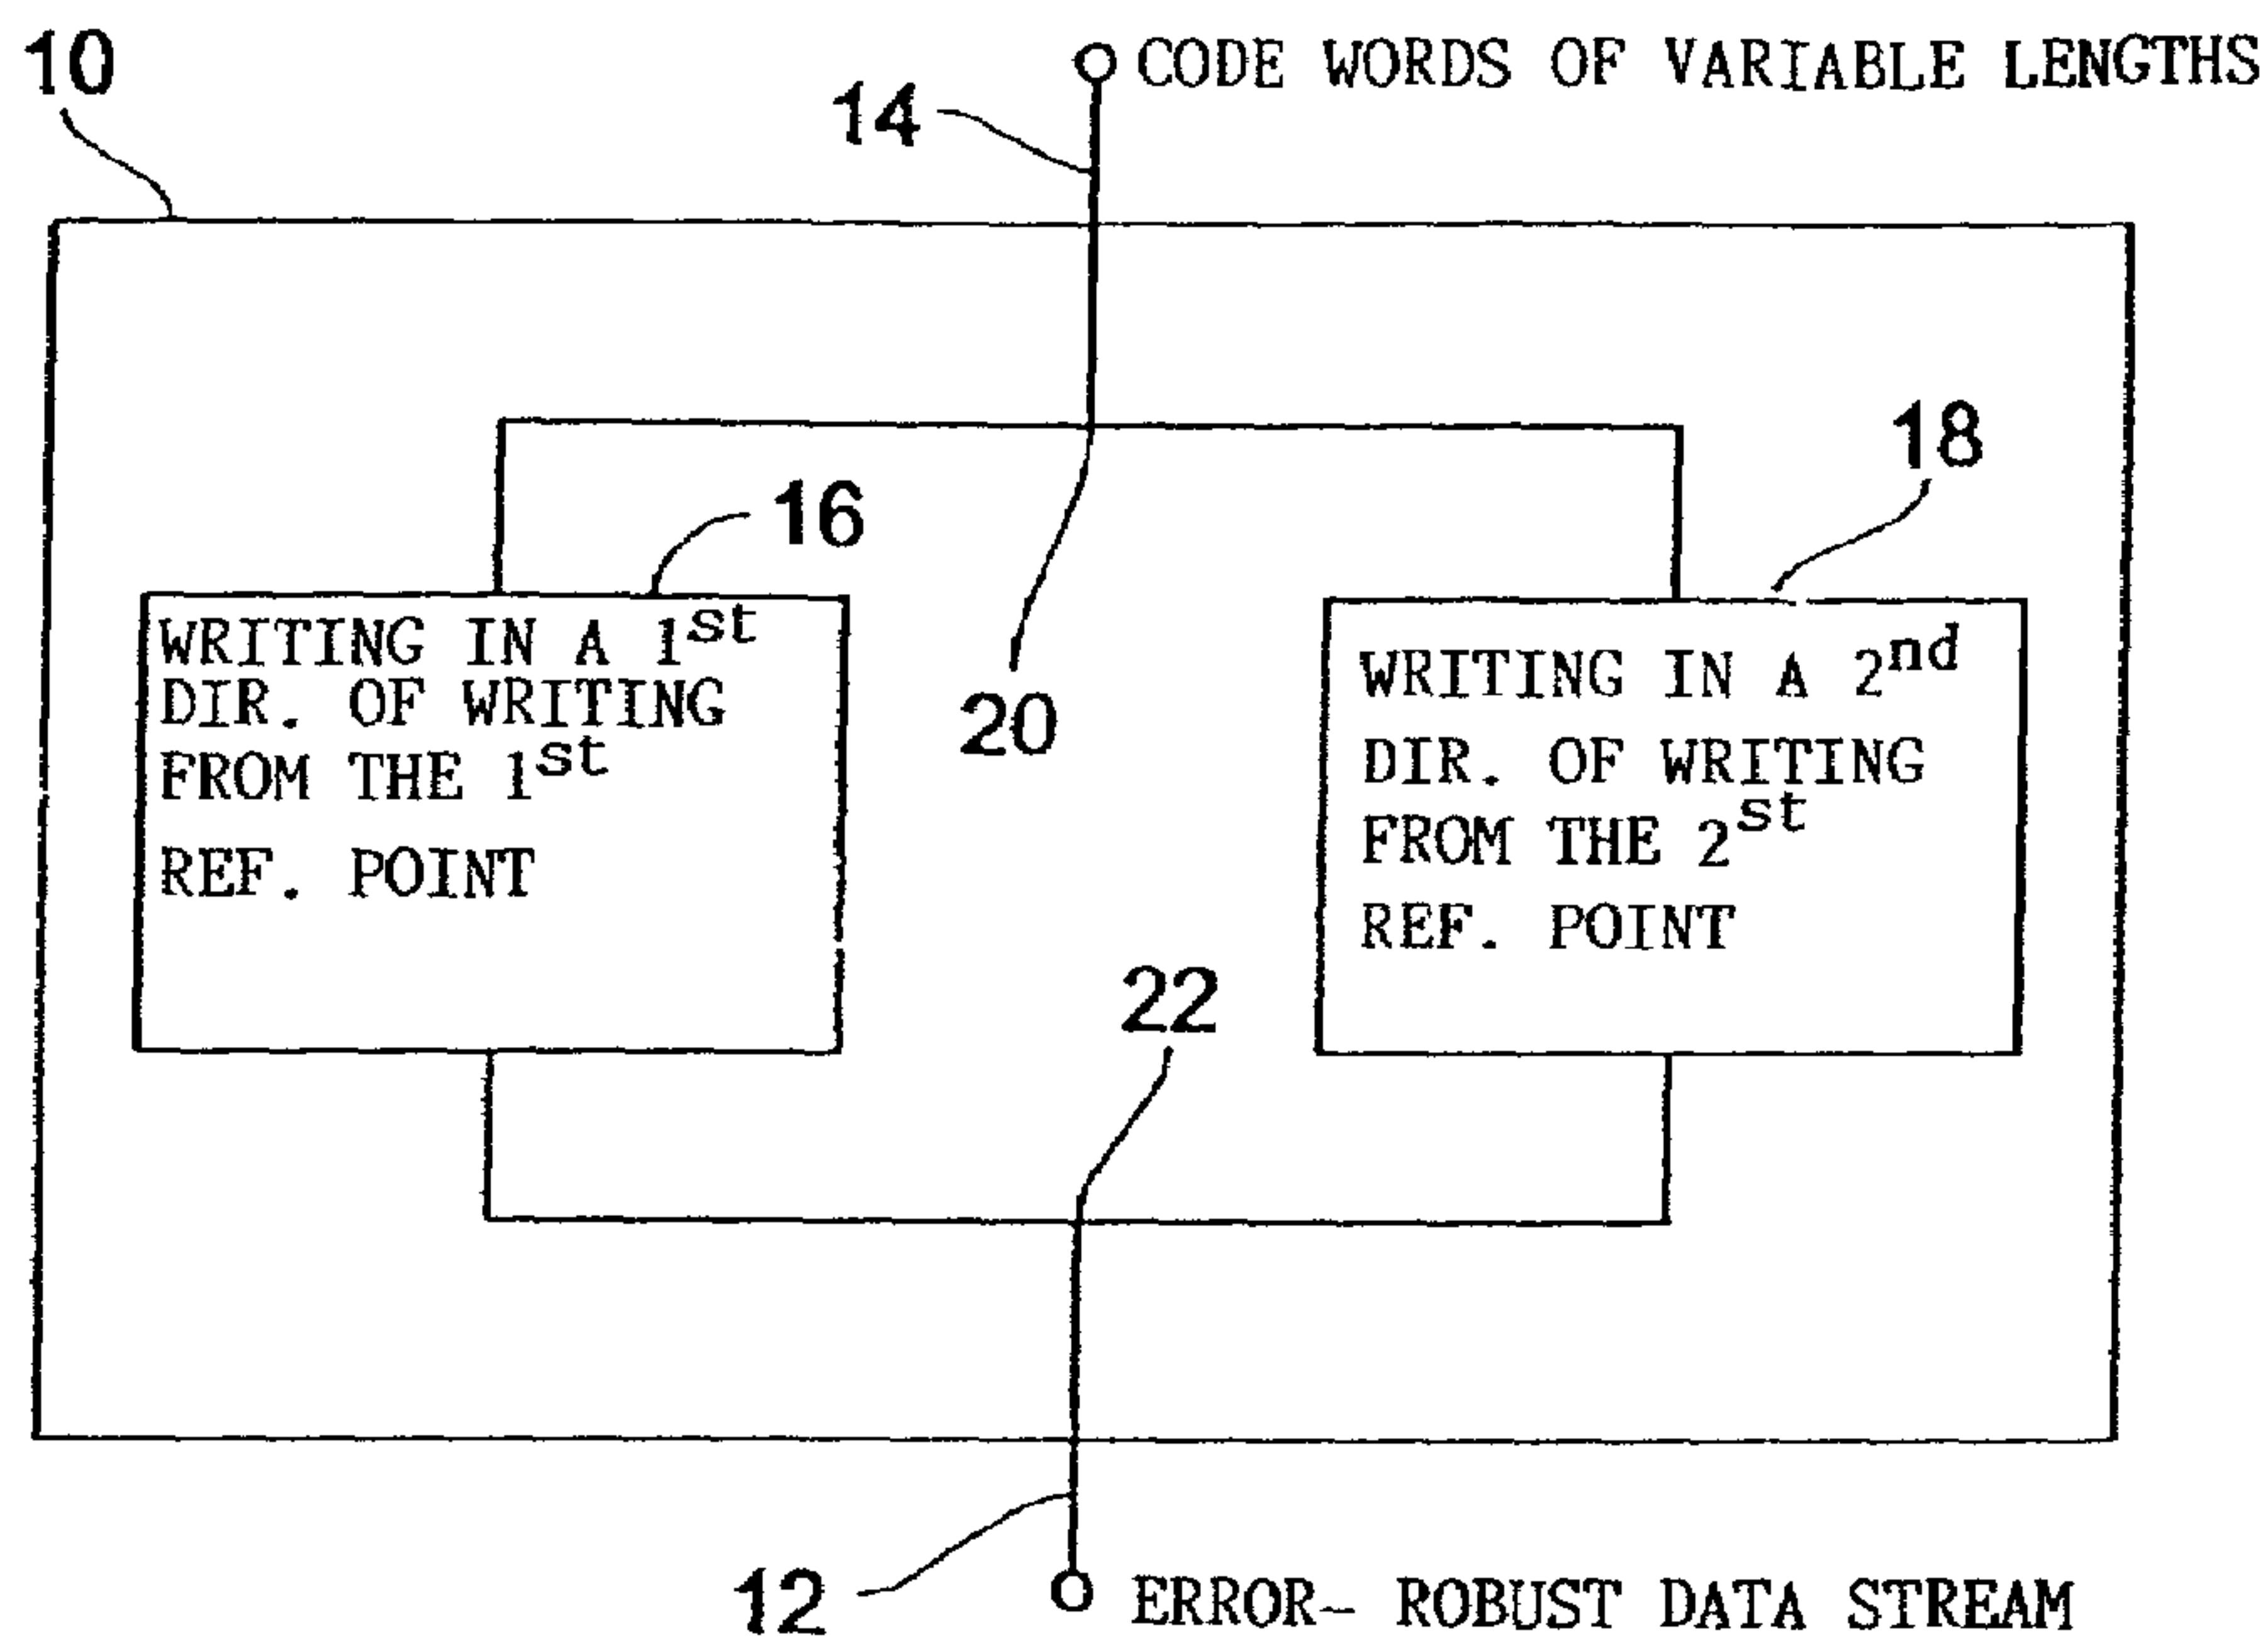 10
CODE WORDS OF VARIABLE LENGTHS
14
18
16
WRITING IN A 1st
DIR. OF WRITING
FROM THE 1st
REF. POINT
20
WRITING IN A 2nd
DIR. OF WRITING
FROM THE 2st
REF. POINT
22
12
ERROR- ROBUST DATA STREAM